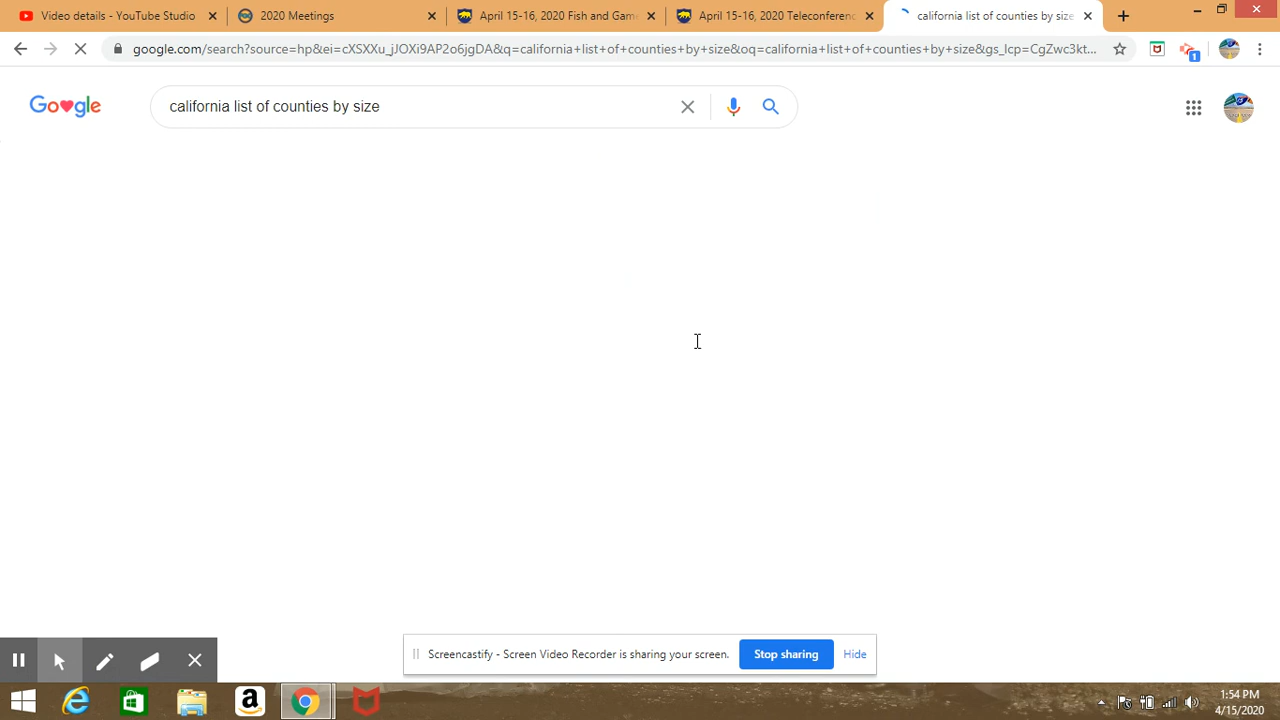 Video details - YouTube Studio
2020 Meetings
April 15-16, 2020 Fish and Game
April 15-16, 2020 Teleconferenc
california list of counties by size
google.com/search?source=hp&ei=cXSXXu_jJOXi9AP2o6jgDA&q=california+list+of+counties+by+size&oq=california+list+of+counties+by+size&gs_lcp=CgZwc3kt...
1
Google
california list of counties by size
Screencastify - Screen Video Recorder is sharing your screen.
Stop sharing
Hide
1:54 PM
4/15/2020